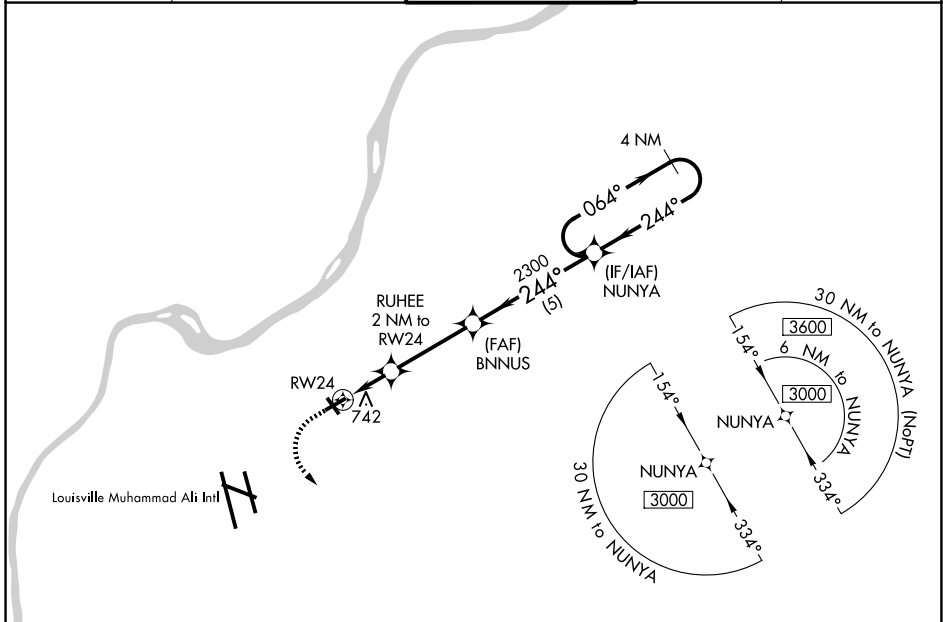 4 NM
064°
244°
(IF/IAF)
NUNYA
2300
244°
(5)
RUHEE
2 NM to
RW24
(FAF)
BNNUS
RW24
742
Louisville Muhammad Ali Intl
30 NM to NUNYA (NoPT)
3600
154°
6 NM to NUNYA
3000
NUNYA
334°
154°
NUNYA
3000
334°
30 NM to NUNYA